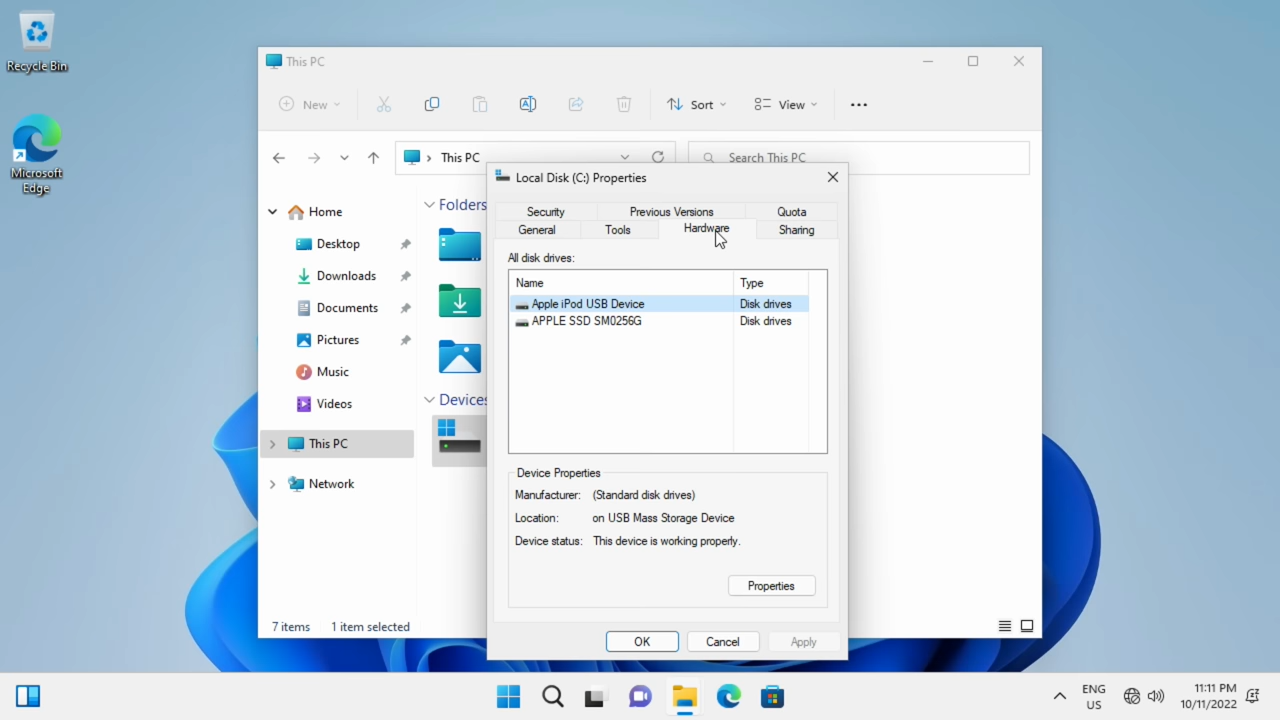 Recycle Bin
Microsoft
Edge
This PC
New
Sort
View
This PC
Search This PC
Home
Desktop
Downloads
Documents
Pictures
Music
Videos
This PC
Network
Folders
Devices
Local Disk (C:) Properties
Security
Previous Versions
Quota
General
Tools
Hardware
Sharing
All disk drives:
Name
Type
Apple iPod USB Device
Disk drives
APPLE SSD SM0256G
Disk drives
Device Properties
Manufacturer: (Standard disk drives)
Location: on USB Mass Storage Device
Device status: This device is working properly.
Properties
OK
Cancel
Apply
7 items
1 item selected
ENG
US
11:11 PM
10/11/2022